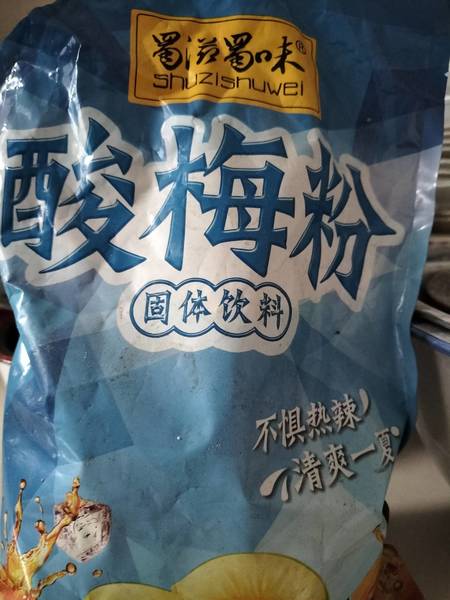 蜀滋蜀味®
shuzishuwei
酸梅粉
固体饮料
不惧热辣
清爽一夏